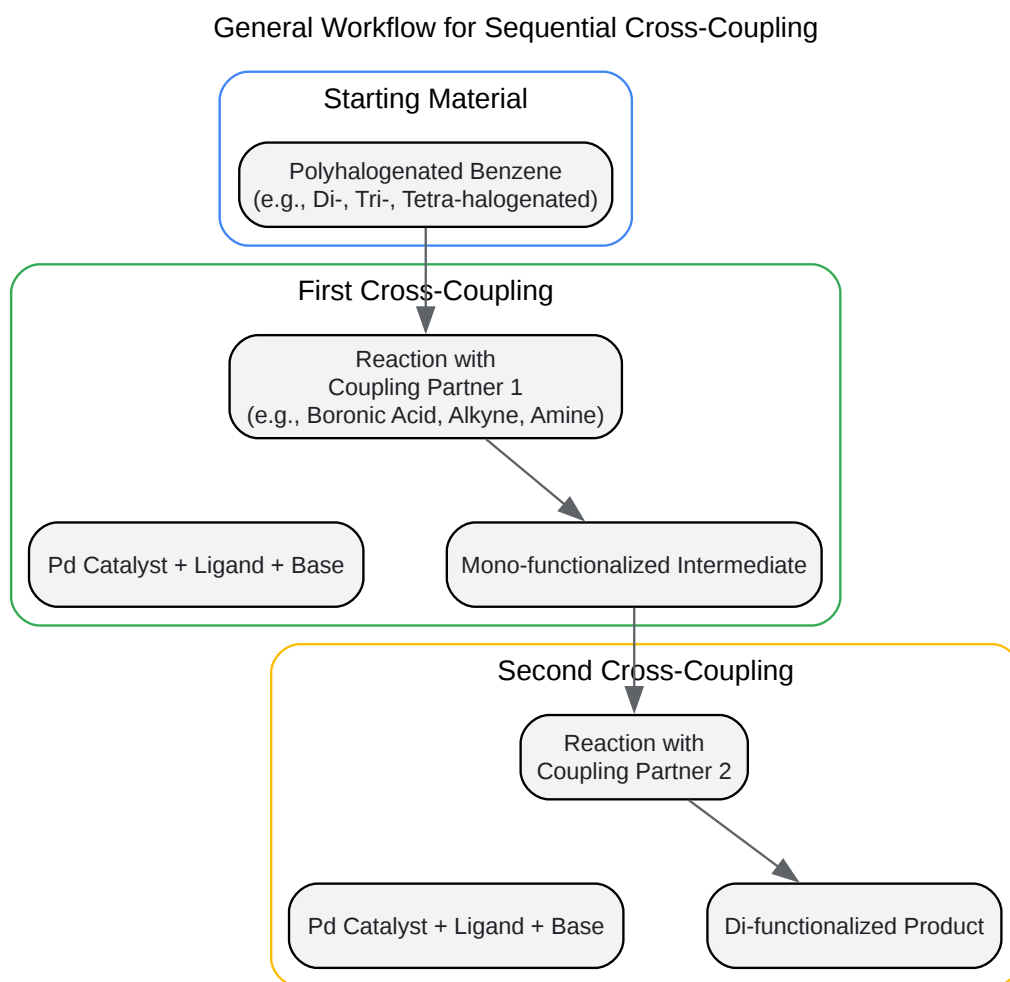 General Workflow for Sequential Cross-Coupling
Starting Material
Polyhalogenated Benzene
(e.g., Di-, Tri-, Tetra-halogenated)
First Cross-Coupling
Reaction with
Coupling Partner 1
(e.g., Boronic Acid, Alkyne, Amine)
Pd Catalyst + Ligand + Base
Mono-functionalized Intermediate
Second Cross-Coupling
Reaction with
Coupling Partner 2
Pd Catalyst + Ligand + Base
Di-functionalized Product